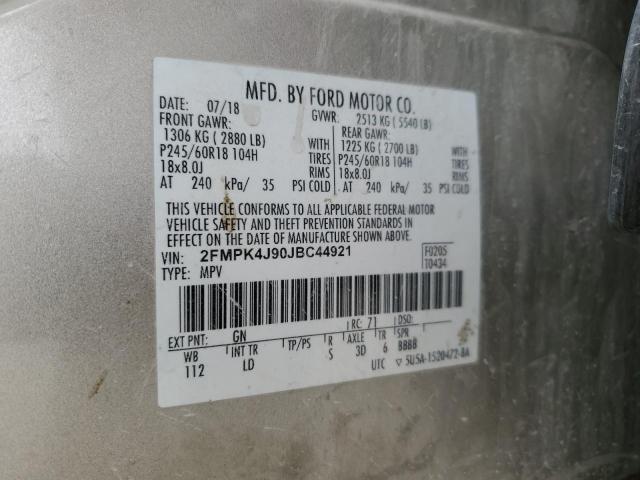 MFD. BY FORD MOTOR CO.
DATE: 07/18 GVWR: 2513 KG ( 5540 LB)
FRONT GAWR: REAR GAWR:
1306 KG ( 2880 LB) WITH 1225 KG ( 2700 LB) WITH
P245/60R18 104H TIRES P245/60R18 104H TIRES
18x8.0J RIMS 18x8.0J RIMS
AT 240 kPa/ 35 PSI COLD AT 240 kPa/ 35 PSI COLD
THIS VEHICLE CONFORMS TO ALL APPLICABLE FEDERAL MOTOR
VEHICLE SAFETY AND THEFT PREVENTION STANDARDS IN
EFFECT ON THE DATE OF MANUFACTURE SHOWN ABOVE.
VIN: 2FMPK4J90JBC44921 F0205
TYPE: MPV T0434
EXT PNT: GN RC: 71 DSO:
WB INT TR TP/PS R AXLE TR SPR
112 LD S 3D 6 BBBB
UTC ▽ 5U5A-1520472-BA